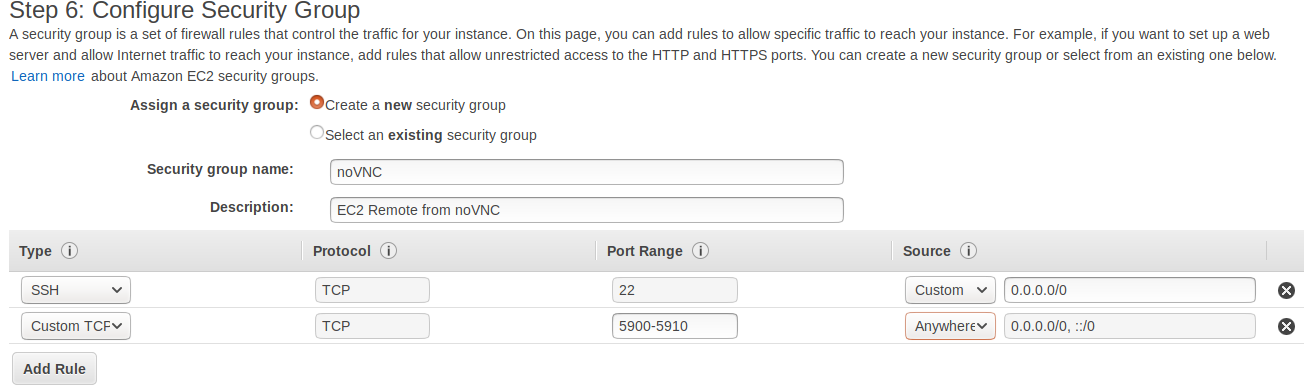 Step 6: Configure Security Group
A security group is a set of firewall rules that control the traffic for your instance. On this page, you can add rules to allow specific traffic to reach your instance. For example, if you want to set up a web
server and allow Internet traffic to reach your instance, add rules that allow unrestricted access to the HTTP and HTTPS ports. You can create a new security group or select from an existing one below.
Learn more about Amazon EC2 security groups.
Assign a security group: Create a new security group
Select an existing security group
Security group name: noVNC
Description: EC2 Remote from noVNC
Type i Protocol i Port Range i Source i
SSH TCP 22 Custom 0.0.0.0/0
Custom TCP TCP 5900-5910 Anywhere 0.0.0.0/0, ::/0
Add Rule